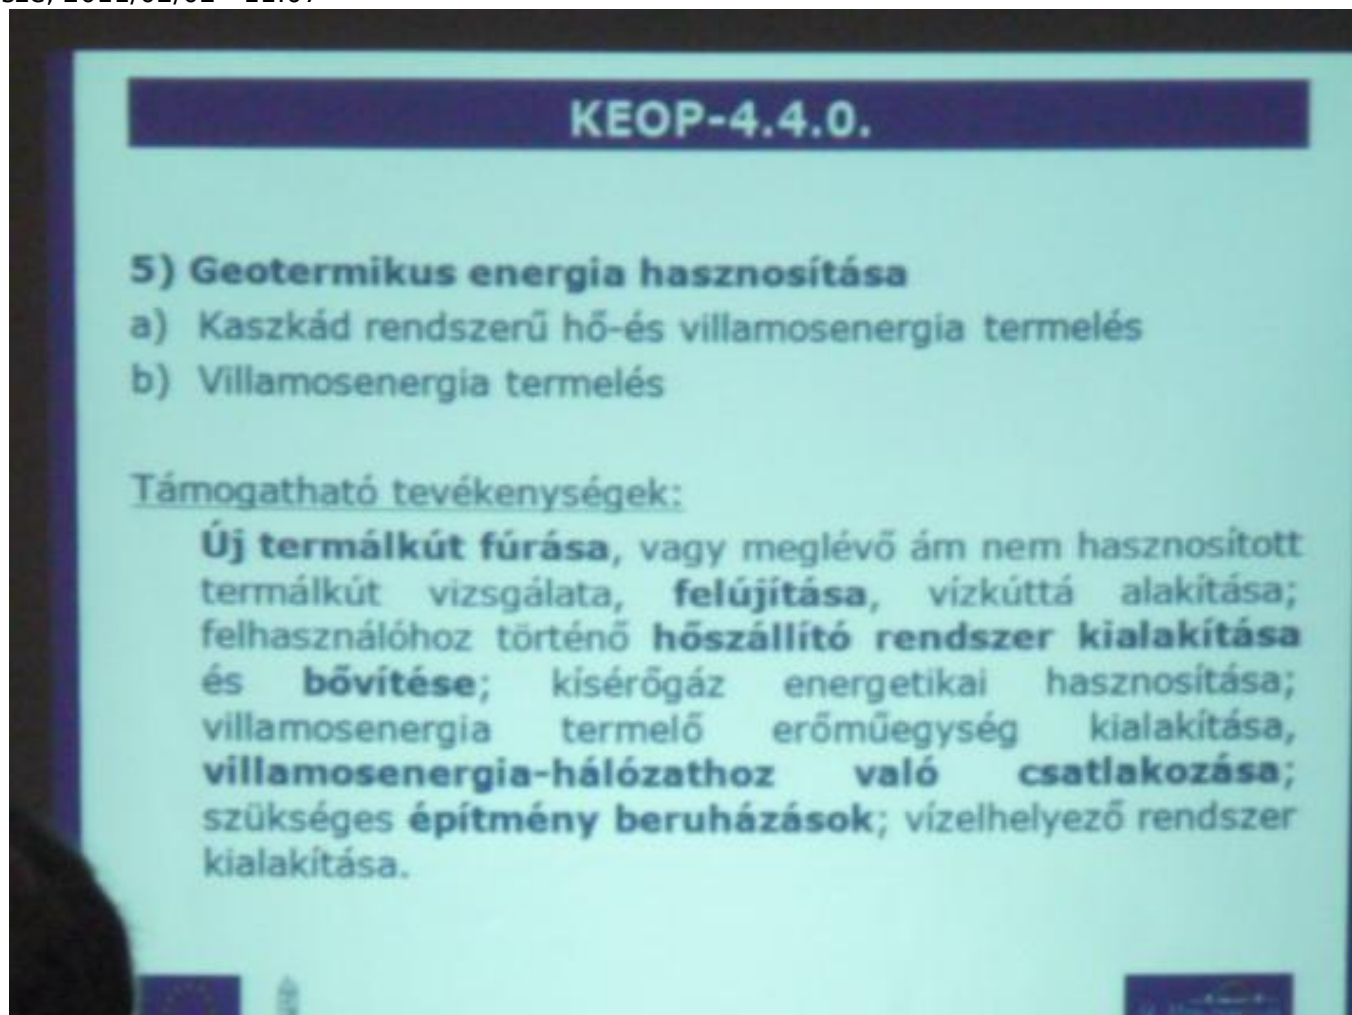 KEOP-4.4.0.
5) Geotermikus energia hasznosítása
a) Kaszkád rendszerű hő-és villamosenergia termelés
b) Villamosenergia termelés
Támogatható tevékenységek:
Új termálkút fúrása, vagy meglévő ám nem hasznosított
termálkút vizsgálata, felújítása, vízkúttá alakítása;
felhasználóhoz történő hőszállító rendszer kialakítása
és bővítése; kísérőgáz energetikai hasznosítása;
villamosenergia termelő erőműegység kialakítása,
villamosenergia-hálózathoz való csatlakozása;
szükséges építmény beruházások; vízelhelyező rendszer
kialakítása.